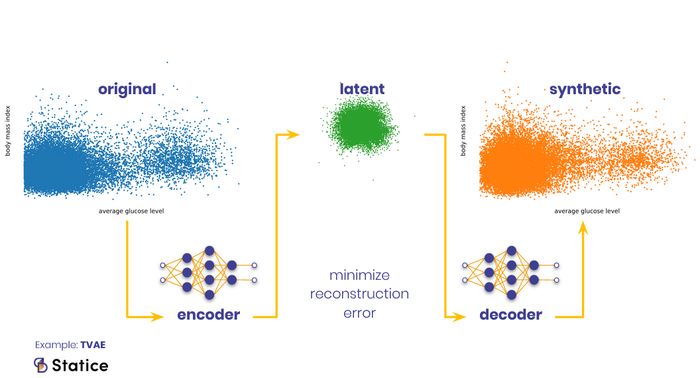 original
latent
synthetic
body mass index
body mass index
average glucose level
average glucose level
minimize
reconstruction
error
encoder
decoder
Example: TVAE
Statice